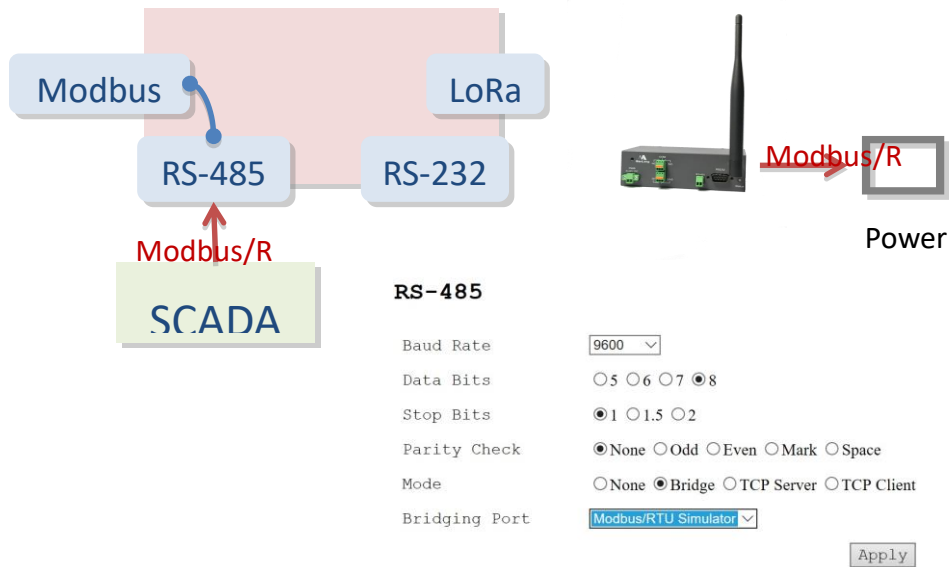 Modbus
LoRa
RS-485
RS-232
Modbus/R
SCADA
Modbus/R
Power
RS-485
Baud Rate 9600
Data Bits 5 6 7 8
Stop Bits 1 1.5 2
Parity Check None Odd Even Mark Space
Mode None Bridge TCP Server TCP Client
Bridging Port Modbus/RTU Simulator
Apply